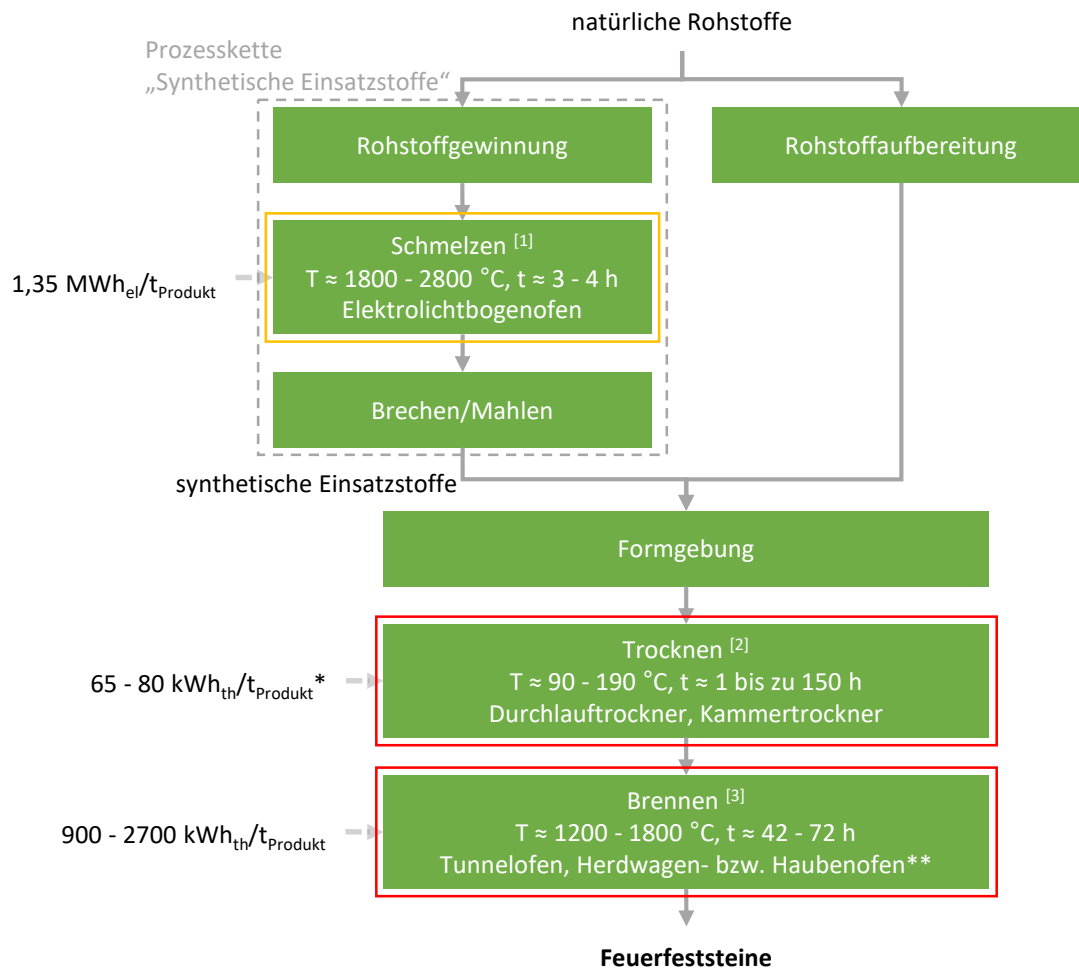 natürliche Rohstoffe
Prozesskette
„Synthetische Einsatzstoffe“
Rohstoffgewinnung
Rohstoffaufbereitung
Schmelzen [1]
T ≈ 1800 - 2800 °C, t ≈ 3 - 4 h
Elektrolichtbogenofen
1,35 MWhel/tProdukt
Brechen/Mahlen
synthetische Einsatzstoffe
Formgebung
Trocknen [2]
T ≈ 90 - 190 °C, t ≈ 1 bis zu 150 h
Durchlauftrockner, Kammertrockner
65 - 80 kWhth/tProdukt*
Brennen [3]
T ≈ 1200 - 1800 °C, t ≈ 42 - 72 h
Tunnelofen, Herdwagen- bzw. Haubenofen**
900 - 2700 kWhth/tProdukt
Feuerfeststeine